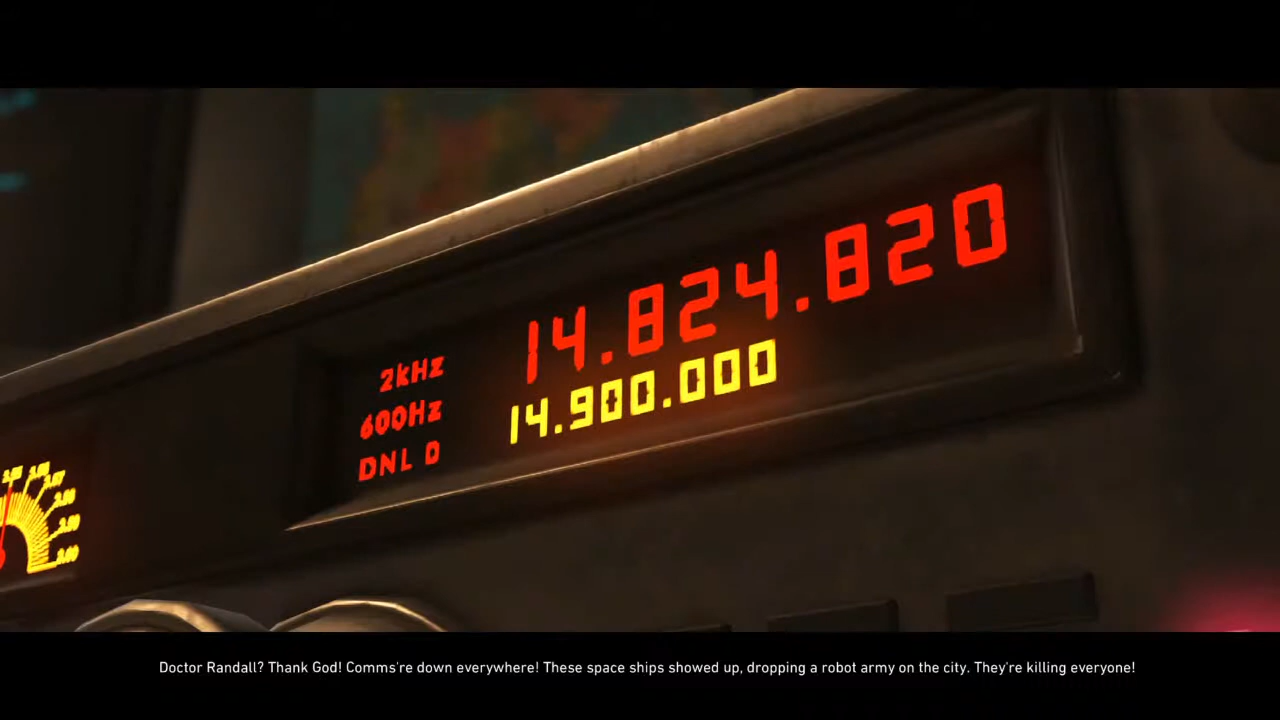 14.824.820
2kHz
14.900.000
600Hz
DNL D
Doctor Randall? Thank God! Comms're down everywhere! These space ships showed up, dropping a robot army on the city. They're killing everyone!